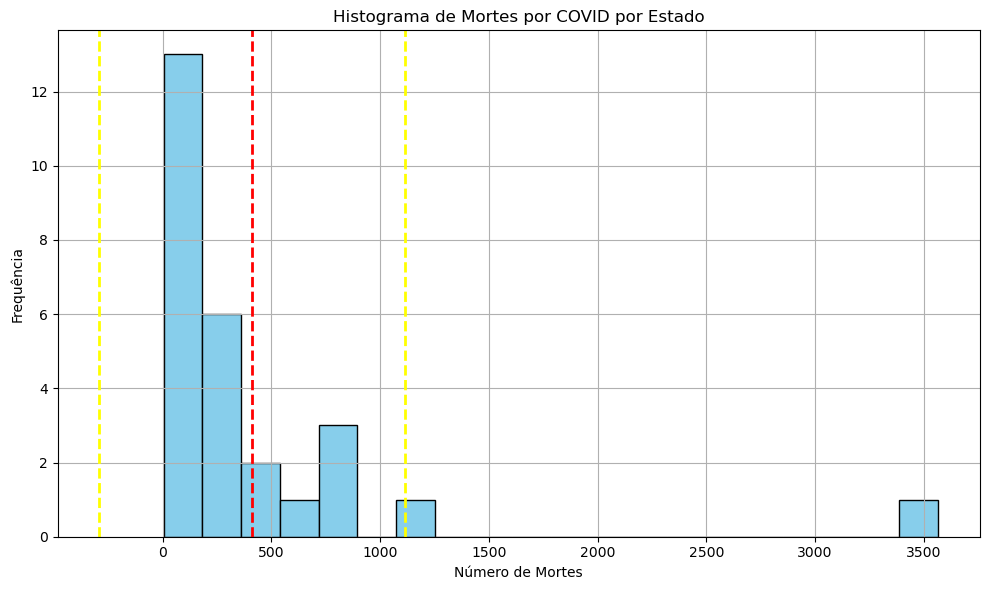 Histograma de Mortes por COVID por Estado
Frequência
12
10
8
6
4
2
0
0 500 1000 1500 2000 2500 3000 3500
Número de Mortes